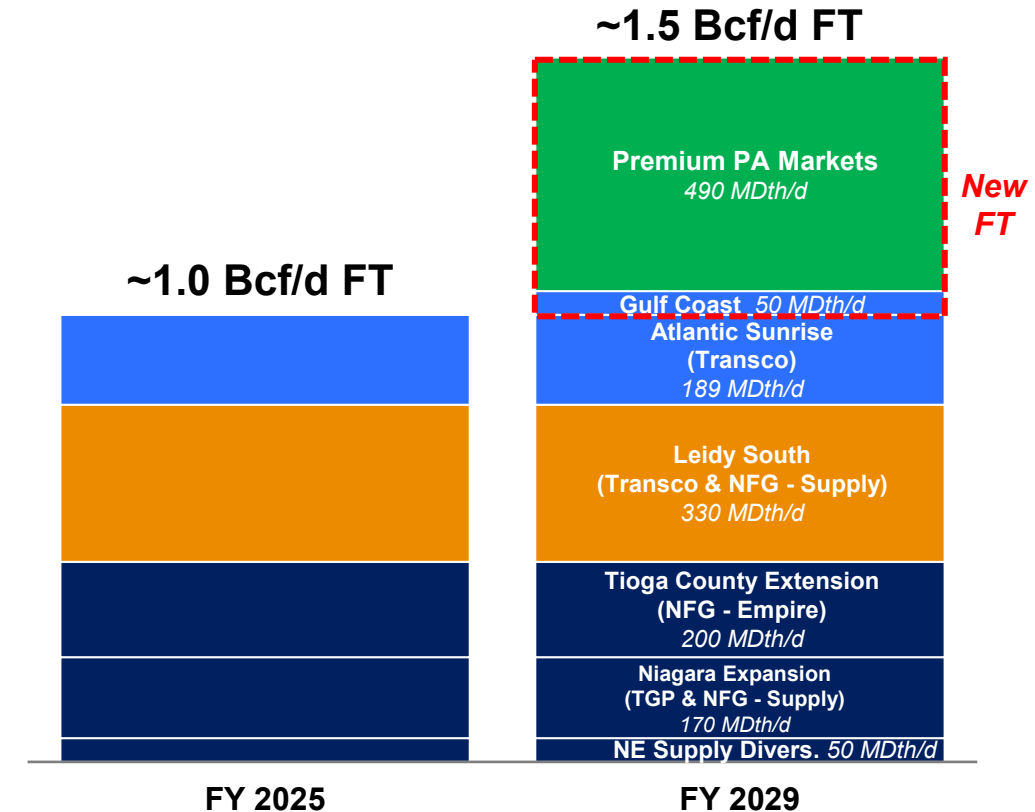 ~1.5 Bcf/d FT
Premium PA Markets
490 MDth/d
New
FT
~1.0 Bcf/d FT
Gulf Coast 50 MDth/d
Atlantic Sunrise
(Transco)
189 MDth/d
Leidy South
(Transco & NFG - Supply)
330 MDth/d
Tioga County Extension
(NFG - Empire)
200 MDth/d
Niagara Expansion
(TGP & NFG - Supply)
170 MDth/d
NE Supply Divers. 50 MDth/d
FY 2025
FY 2029